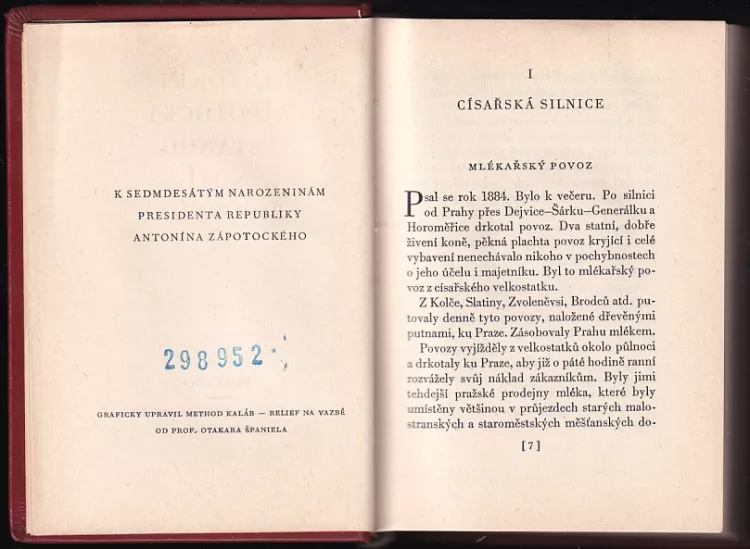 K SEDMDESÁTÝM NAROZENINÁM
PRESIDENTA REPUBLIKY
ANTONÍNA ZÁPOTOCKÉHO
298952
GRAFICKY UPRAVIL METHOD KALÁB — RELIEF NA VAZBĚ
OD PROF. OTAKARA ŠPANIELA
I
CÍSAŘSKÁ SILNICE
MLÉKAŘSKÝ POVOZ
Psal se rok 1884. Bylo k večeru. Po silnici
od Prahy přes Dejvice–Šárku–Generálku a
Horoměřice drkotal povoz. Dva statní, dobře
živení koně, pěkná plachta povoz kryjící i celé
vybavení nenechávalo nikoho v pochybnostech
o jeho účelu i majetníku. Byl to mlékařský po-
voz z císařského velkostatku.
Z Kolče, Slatiny, Zvoleněvsi, Brodců atd. pu-
tovaly denně tyto povozy, naložené dřevěnými
putnami, ku Praze. Zásobovaly Prahu mlékem.
Povozy vyjížděly z velkostatků okolo půlnoci
a drkotaly ku Praze, aby již o páté hodině ranní
rozvážely svůj náklad zákazníkům. Byly jimi
tehdejší pražské prodejny mléka, které byly
umístěny většinou v průjezdech starých malo-
stranských a staroměstských měšťanských do-
[7]